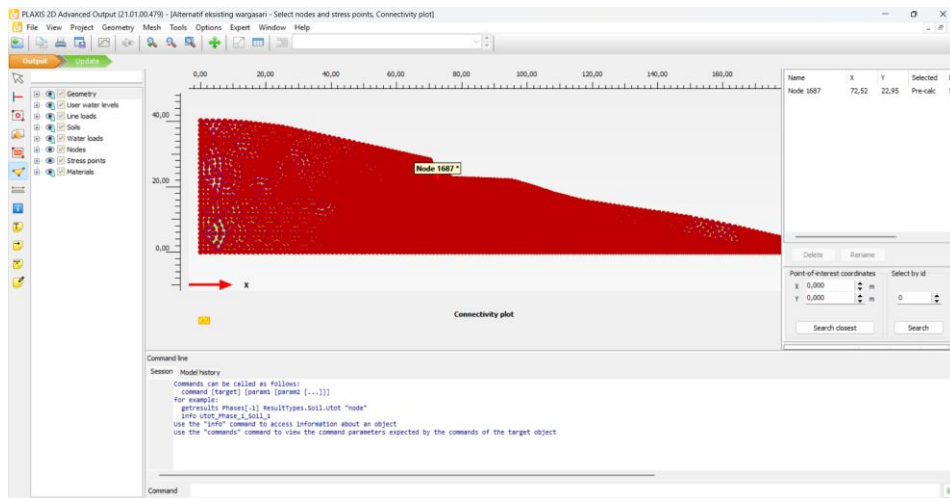 PLAXIS 2D Advanced Output (21.01.00.479) - [Alternatif eksisting wargasari - Select nodes and stress points, Connectivity plot]
File View Project Geometry Mesh Tools Options Expert Window Help
Output Update
Geometry
User water levels
Line loads
Soils
Water loads
Nodes
Stress points
Materials
0,00 20,00 40,00 60,00 80,00 100,00 120,00 140,00 160,00
40,00
20,00
0,00
Node 1687 *
x
Connectivity plot
Name X Y Selected
Node 1687 72,52 22,95 Pre-calc
Delete Rename
Point-of-interest coordinates Select by id
X 0,000 m 0
Y 0,000 m
Search closest Search
Command line
Session Model history
Commands can be called as follows:
command [target] [param1 [param2 [...]]]
For example:
getresults Phases[-1] ResultTypes.Soil.Utot "node"
info Utot_Phase_1_Soil_1
Use the "info" command to access information about an object
Use the "commands" command to view the command parameters expected by the commands of the target object
Command